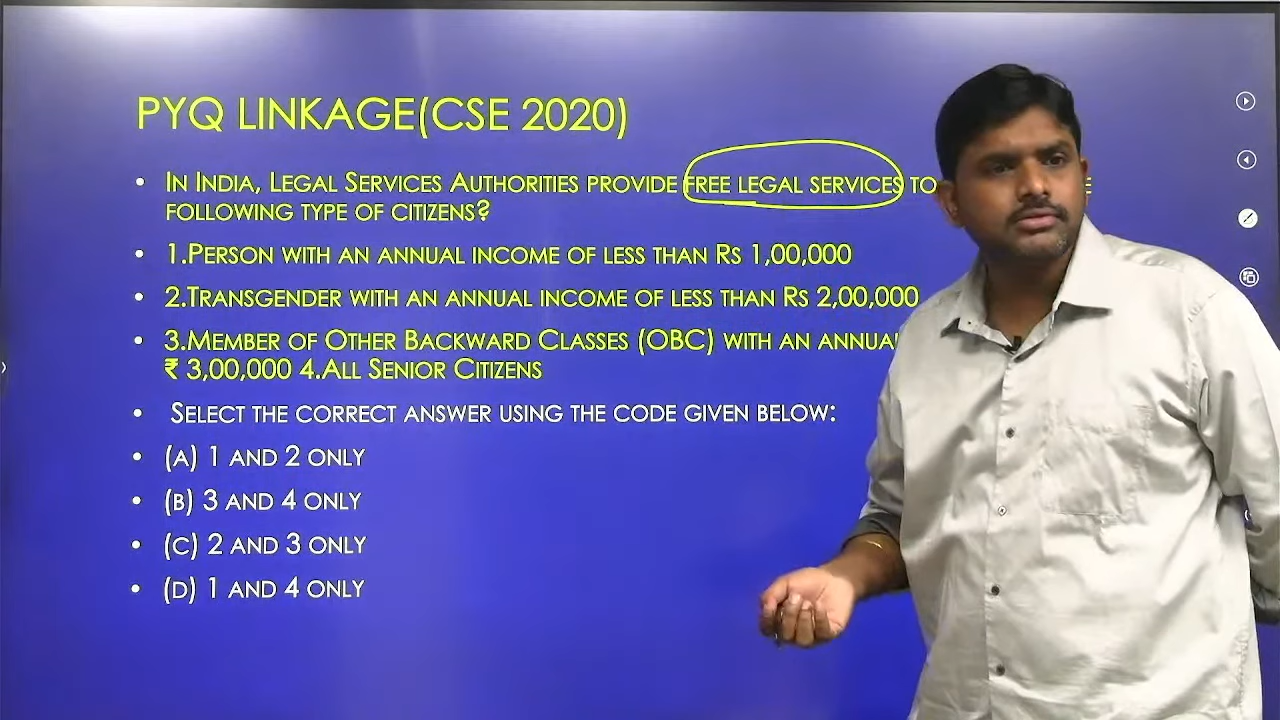 PYQ LINKAGE(CSE 2020)
• IN INDIA, LEGAL SERVICES AUTHORITIES PROVIDE FREE LEGAL SERVICES TO
FOLLOWING TYPE OF CITIZENS?
• 1.PERSON WITH AN ANNUAL INCOME OF LESS THAN RS 1,00,000
• 2.TRANSGENDER WITH AN ANNUAL INCOME OF LESS THAN RS 2,00,000
• 3.MEMBER OF OTHER BACKWARD CLASSES (OBC) WITH AN
₹ 3,00,000 4.ALL SENIOR CITIZENS
• SELECT THE CORRECT ANSWER USING THE CODE GIVEN BELOW:
• (A) 1 AND 2 ONLY
• (B) 3 AND 4 ONLY
• (C) 2 AND 3 ONLY
• (D) 1 AND 4 ONLY